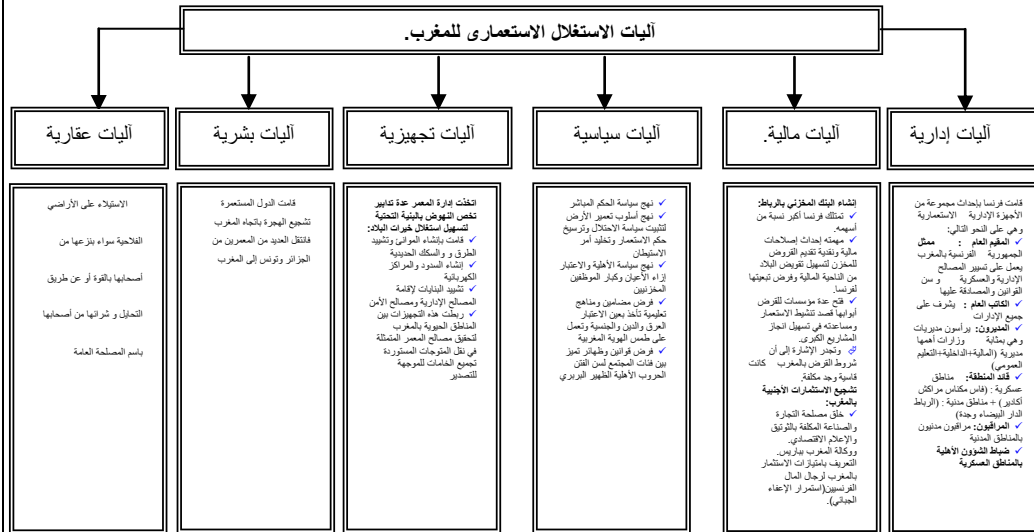 آليات الاستغلال الاستعماري للمغرب.
آليات إدارية
آليات مالية.
آليات سياسية
آليات تجهيزية
آليات بشرية
آليات عقارية
قامت فرنسا بإحداث مجموعة من
الأجهزة الإدارية الاستعمارية
وهي على النحو التالي:
✓ المقيم العام : ممثل
الجمهورية الفرنسية بالمغرب
يعمل على تسيير المصالح
الإدارية والعسكرية و سن
القوانين والمصادقة عليها
✓ الكاتب العام : يشرف على
جميع الإدارات
✓ المديرون: يرأسون مديريات
وهي بمثابة وزارات أهمها
مديرية (المالية+الداخلية+التعليم
العمومي)
✓ قائد المنطقة: مناطق
عسكرية : (فاس مكناس مراكش
أكادير) + مناطق مدنية : (الرباط
الدار البيضاء وجدة)
✓ المراقبون: مراقبون مدنيون
بالمناطق المدنية
✓ ضباط الشؤون الأهلية
بالمناطق العسكرية
إنشاء البنك المخزني بالرباط:
✓ تمتلك فرنسا أكبر نسبة من
أسهمه.
✓ مهمته إحداث إصلاحات
مالية ونقدية تقديم القروض
للمخزن لتسهيل تقويض البلاد
من الناحية المالية وفرض تبعيتها
لفرنسا.
✓ فتح عدة مؤسسات للقرض
أبوابها قصد تنشيط الاستعمار
ومساعدته في تسهيل انجاز
المشاريع الكبرى.
وتجدر الإشارة إلى أن
شروط القرض بالمغرب كانت
قاسية وجد مكلفة.
تشجيع الاستثمارات الأجنبية
بالمغرب:
✓ خلق مصلحة التجارة
والصناعة المكلفة بالتوثيق
والإعلام الاقتصادي.
ووكالة المغرب بباريس.
التعريف بامتيازات الاستثمار
بالمغرب لرجال المال
الفرنسيين(استمرار الإعفاء
الجبائي).
✓ نهج سياسة الحكم المباشر
✓ نهج أسلوب تعمير الأرض
لتثبيت سياسة الاحتلال وترسيخ
حكم الاستعمار وتخليد أمر
الاستيطان
✓ نهج سياسة الأهلية والاعتبار
إزاء الأعيان وكبار الموظفين
المخزنيين
✓ فرض مضامين ومناهج
تعليمية تأخذ بعين الاعتبار
العرق والدين والجنسية وتعمل
على طمس الهوية المغربية
✓ فرض قوانين وظهائر تميز
بين فئات المجتمع لسن الفتن
الحروب الأهلية الظهير البربري
اتخذت إدارة المعمر عدة تدابير
تخص النهوض بالبنية التحتية
لتسهيل استغلال خيرات البلاد:
✓ قامت بإنشاء الموانئ وتشييد
الطرق و والسكك الحديدية
✓ إنشاء السدود والمراكز
الكهربائية
✓ تشييد البنايات لإقامة
المصالح الإدارية ومصالح الأمن
✓ ربطت هذه التجهيزات بين
المناطق الحيوية بالمغرب
لتحقيق مصالح المعمر المتمثلة
في نقل المتوجات المستوردة
تجميع الخامات للموجهة
للتصدير
قامت الدول المستعمرة
تشجيع الهجرة باتجاه المغرب
فانتقل العديد من المعمرين من
الجزائر وتونس إلى المغرب
الاستيلاء على الأراضي
الفلاحية سواء بنزعها من
أصحابها بالقوة أو عن طريق
التحايل و شرائها من أصحابها
باسم المصلحة العامة